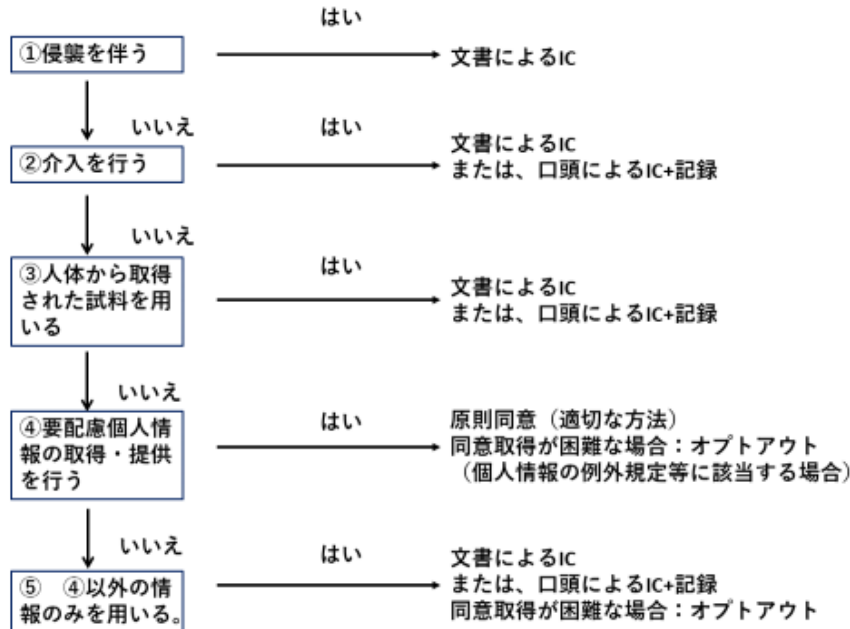 はい
①侵襲を伴う
文書によるIC
いいえ
はい
②介入を行う
文書によるIC
または、口頭によるIC+記録
いいえ
はい
③人体から取得
された試料を用
いる
文書によるIC
または、口頭によるIC+記録
いいえ
はい
④要配慮個人情
報の取得・提供
を行う
原則同意（適切な方法）
同意取得が困難な場合：オプトアウト
（個人情報の例外規定等に該当する場合）
いいえ
はい
⑤　④以外の情
報のみを用いる。
文書によるIC
または、口頭によるIC+記録
同意取得が困難な場合：オプトアウト